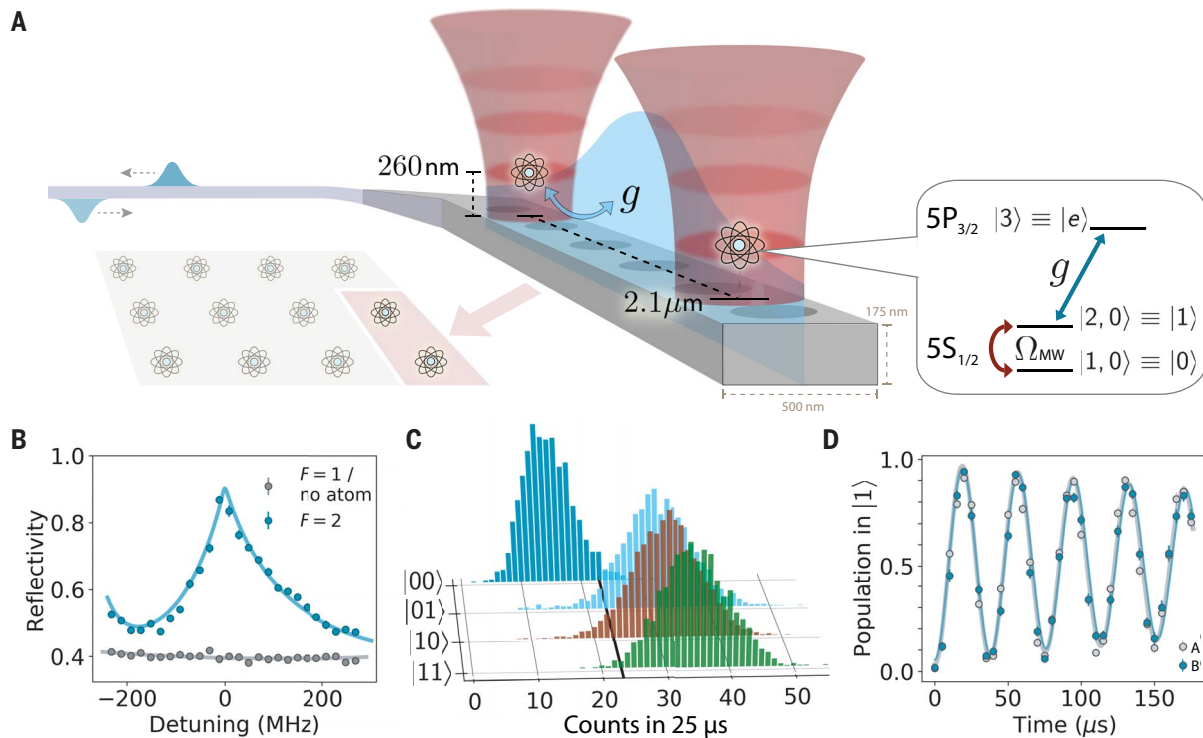 A
260 nm
g
2.1μm
175 nm
500 nm
5P3/2 |3⟩ ≡ |e⟩
g
|2, 0⟩ ≡ |1⟩
5S1/2
ΩMW
|1, 0⟩ ≡ |0⟩
B
1.0
0.8
0.6
0.4
Reflectivity
F = 1 /
no atom
F = 2
−200
0
200
Detuning (MHz)
C
|00⟩
|01⟩
|10⟩
|11⟩
0
10
20
30
40
50
Counts in 25 μs
D
1.0
0.5
0.0
Population in |1⟩
A
B
0
50
100
150
Time (μs)